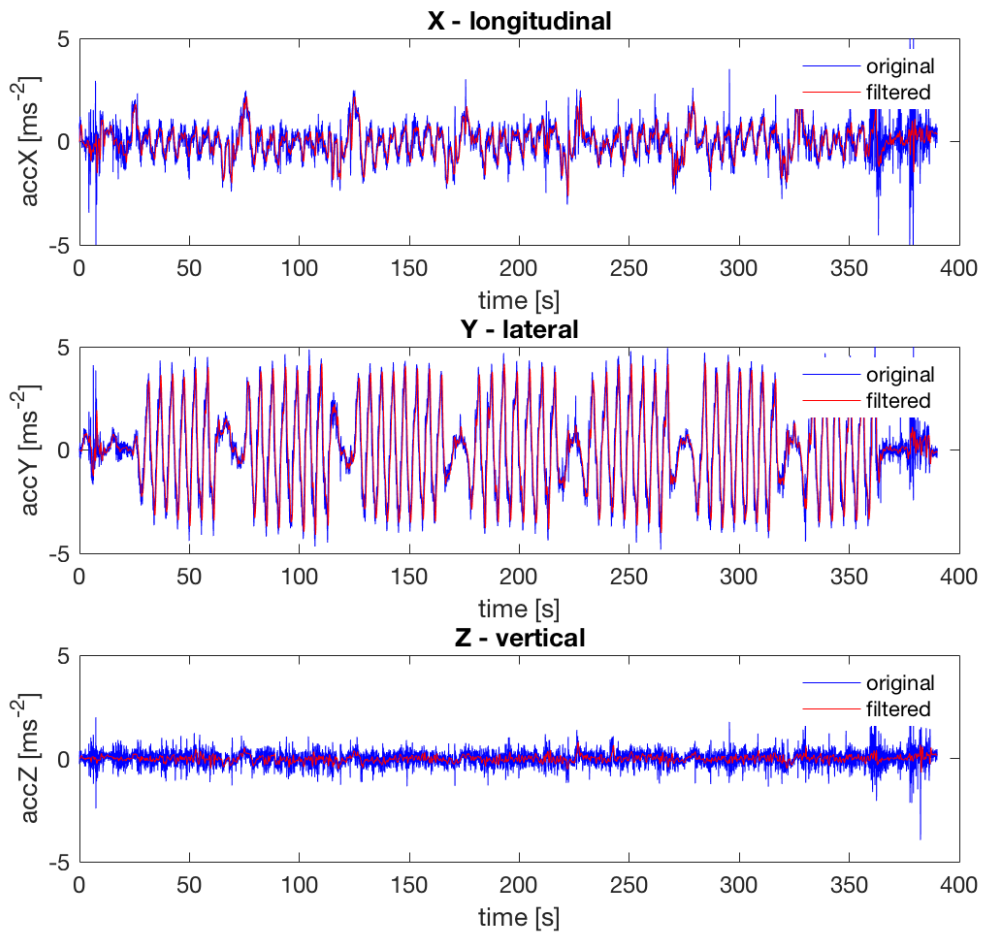 X - longitudinal
5
original
filtered
accX [ms⁻²]
0
-5
0 50 100 150 200 250 300 350 400
time [s]
Y - lateral
5
original
filtered
accY [ms⁻²]
0
-5
0 50 100 150 200 250 300 350 400
time [s]
Z - vertical
5
original
filtered
accZ [ms⁻²]
0
-5
0 50 100 150 200 250 300 350 400
time [s]